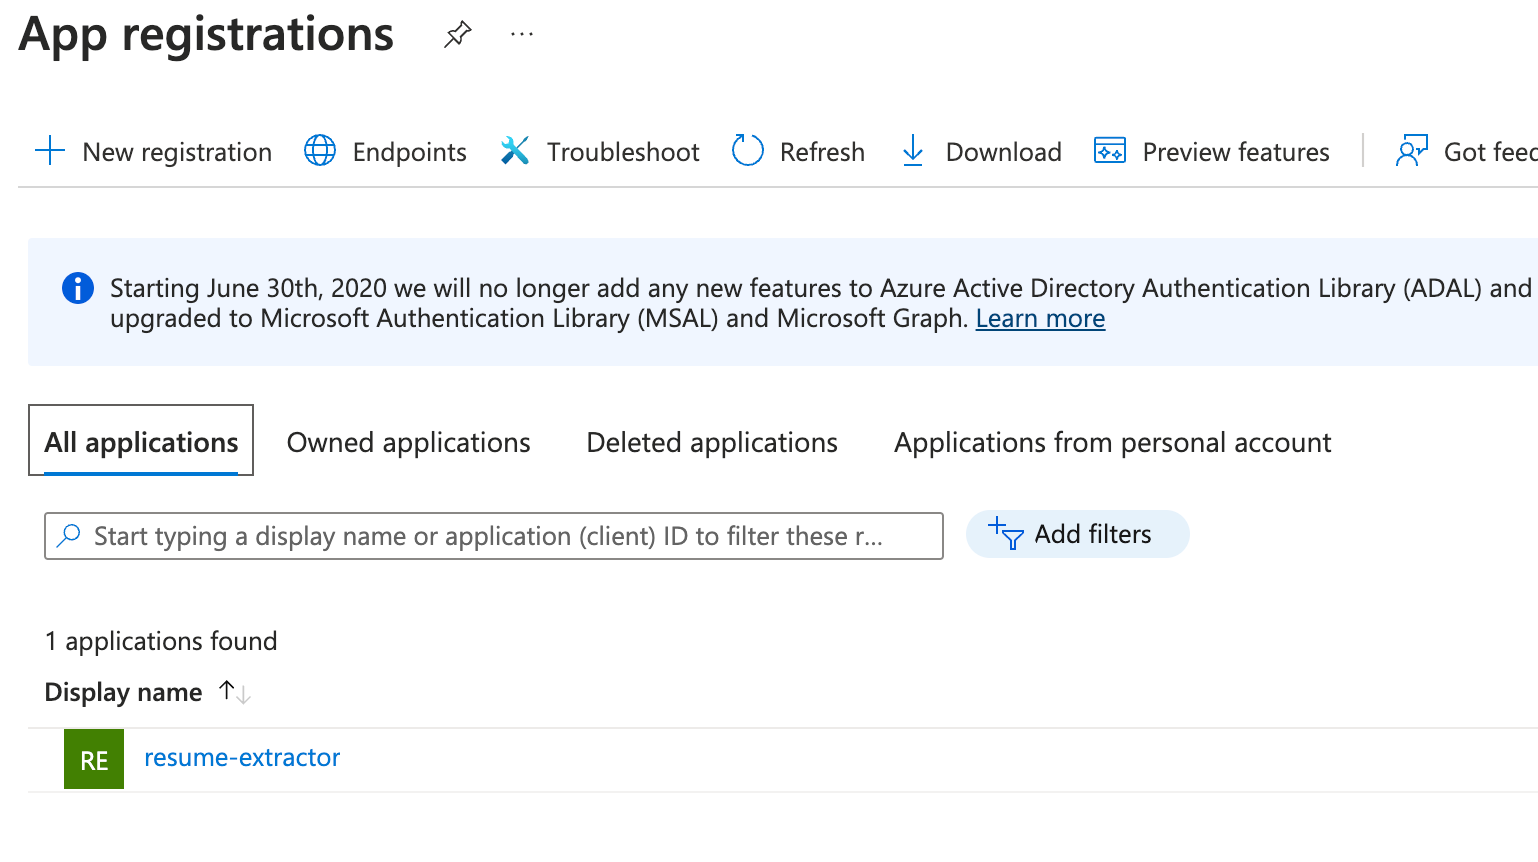 App registrations
New registration Endpoints Troubleshoot Refresh Download Preview features Got feed
Starting June 30th, 2020 we will no longer add any new features to Azure Active Directory Authentication Library (ADAL) and
upgraded to Microsoft Authentication Library (MSAL) and Microsoft Graph. Learn more
All applications Owned applications Deleted applications Applications from personal account
Start typing a display name or application (client) ID to filter these r...
Add filters
1 applications found
Display name
RE resume-extractor